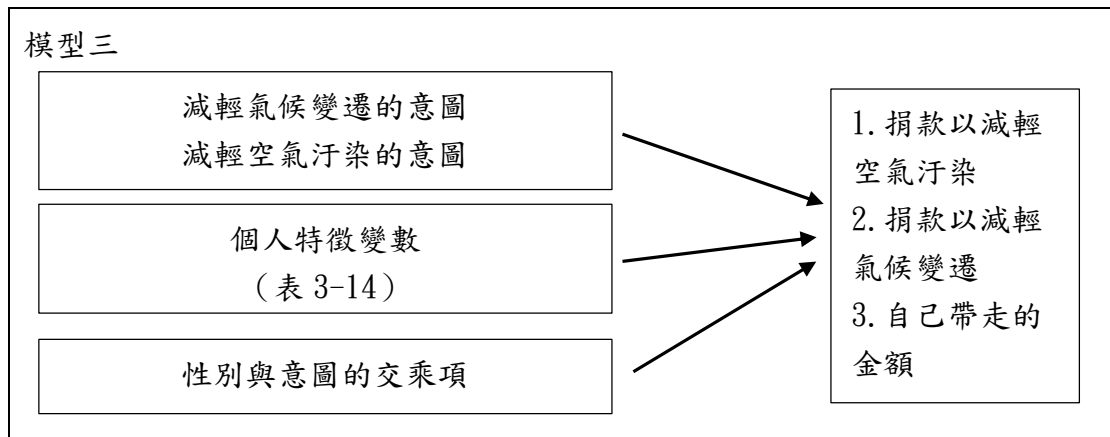 模型三
減輕氣候變遷的意圖
減輕空氣汙染的意圖
個人特徵變數
（表 3-14）
性別與意圖的交乘項
1.捐款以減輕
空氣汙染
2.捐款以減輕
氣候變遷
3.自己帶走的
金額